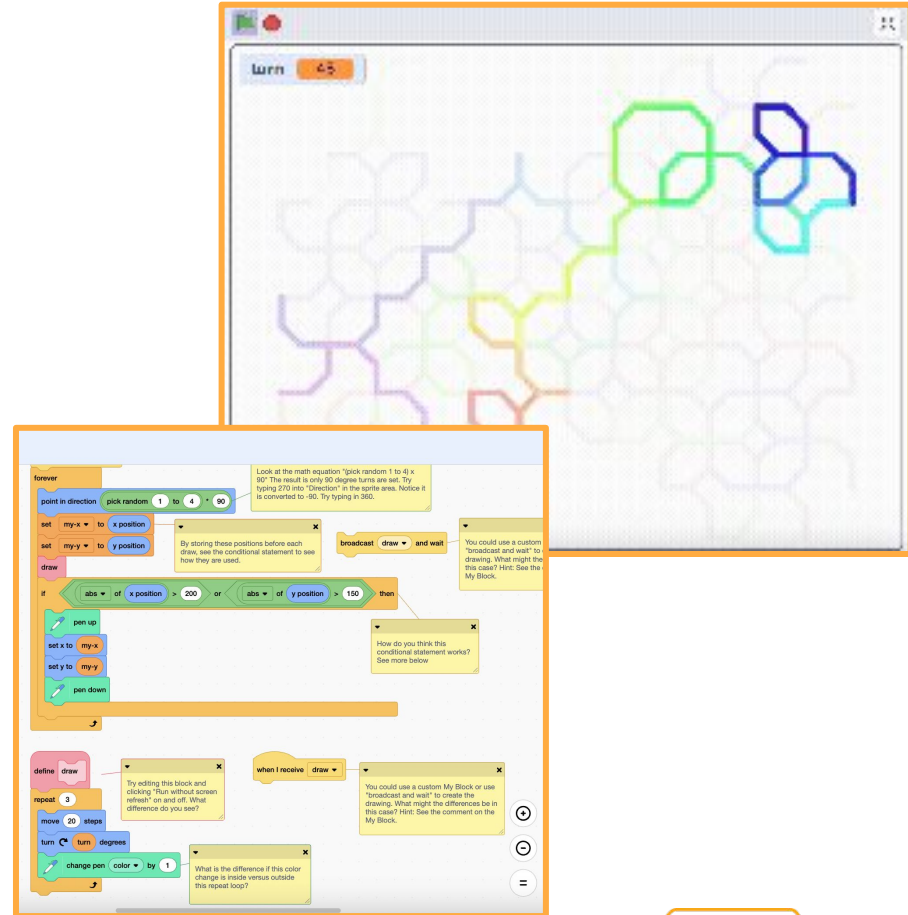 turn 45
forever
Look at the math equation "(pick random 1 to 4) x
90" The result is only 90 degree turns are set. Try
typing 270 into "Direction" in the sprite area. Notice it
is converted to -90. Try typing in 360.
point in direction pick random 1 to 4 * 90
set my-x to x position
set my-y to y position
By storing these positions before each
draw, see the conditional statement to see
how they are used.
broadcast draw and wait
You could use a custom
"broadcast and wait" to
drawing. What might the
this case? Hint: See the
My Block.
draw
if abs of x position > 200 or abs of y position > 150 then
pen up
set x to my-x
set y to my-y
pen down
How do you think this
conditional statement works?
See more below
define draw
Try editing this block and
clicking "Run without screen
refresh" on and off. What
difference do you see?
when I receive draw
You could use a custom My Block or use
"broadcast and wait" to create the
drawing. What might the differences be in
this case? Hint: See the comment on the
My Block.
repeat 3
move 20 steps
turn turn degrees
change pen color by 1
What is the difference if this color
change is inside versus outside
this repeat loop?